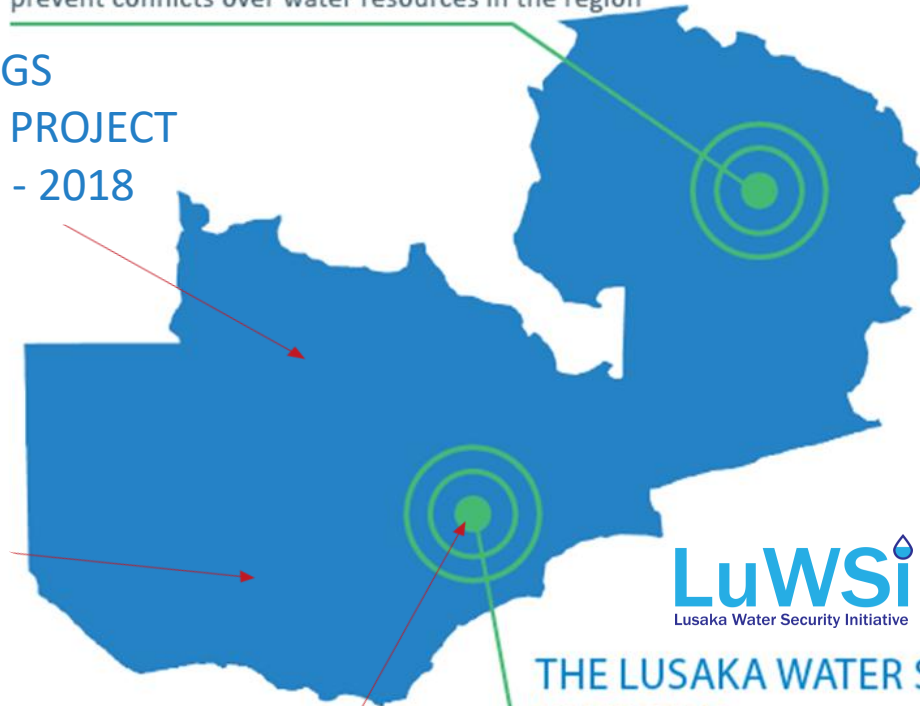 prevent conflicts over water resources in the region
GS
PROJECT
- 2018
LuWSi
Lusaka Water Security Initiative
THE LUSAKA WATER